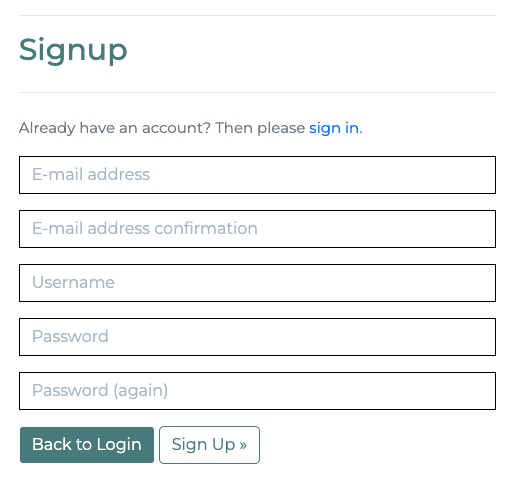 Signup
Already have an account? Then please sign in.
E-mail address
E-mail address confirmation
Username
Password
Password (again)
Back to Login Sign Up »